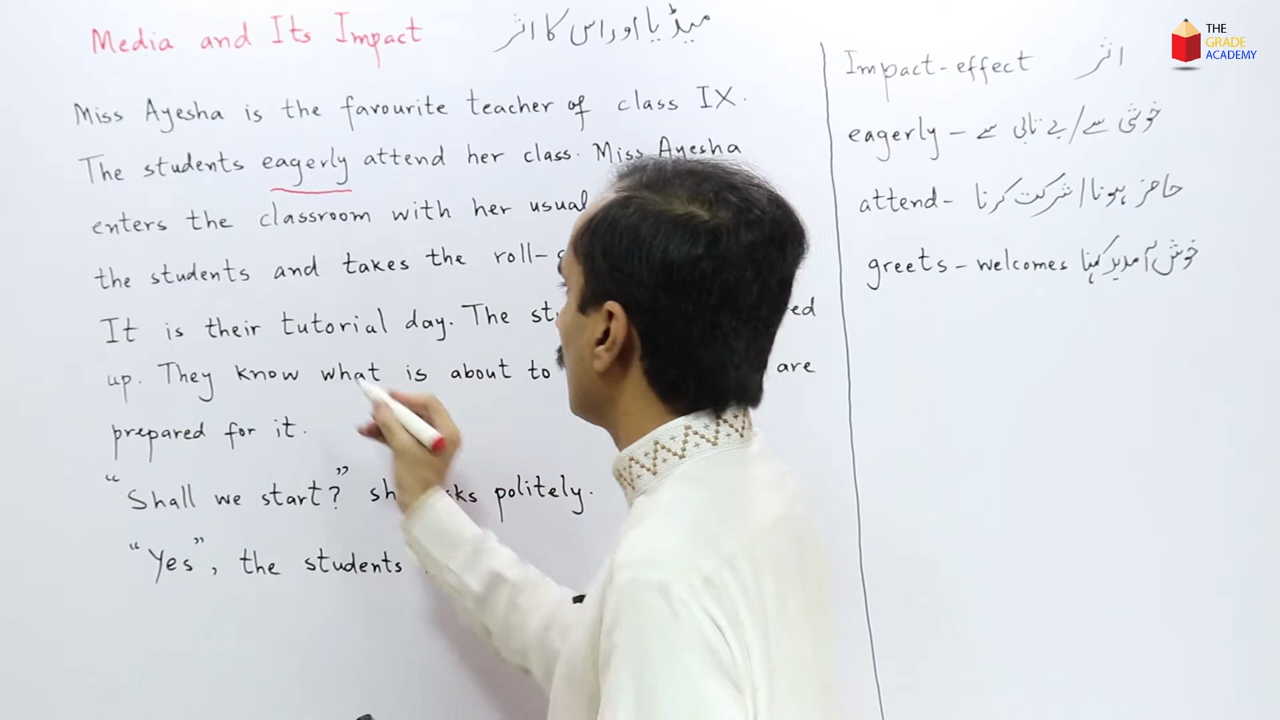 Media and Its Impact میڈیا اور اس کا اثر
Miss Ayesha is the favourite teacher of class IX.
The students eagerly attend her class. Miss Ayesha
enters the classroom with her usual
the students and takes the roll-
It is their tutorial day. The ed
up. They know what is about to are
prepared for it.
"Shall we start?" asks politely.
"Yes", the students
Impact-effect اثر
eagerly - خوشی سے/بے تابی سے
attend- حاضر ہونا/شرکت کرنا
greets - welcomes خوش آمدید کہنا
THE
GRADE
ACADEMY